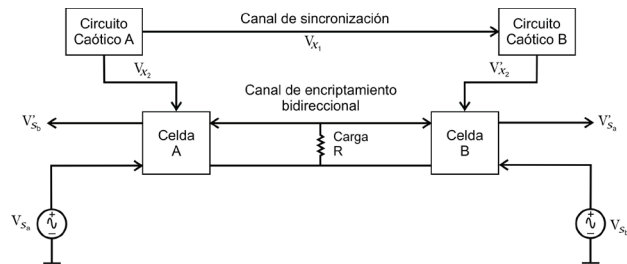 Circuito
Caótico A
Canal de sincronización
V_{x_1}
Circuito
Caótico B
V_{x_2}
V'_{x_2}
Canal de encriptamiento
bidireccional
V'_{s_b}
Celda
A
Carga
R
Celda
B
V'_{s_a}
V_{s_a}
+
−
+
−
V_{s_t}